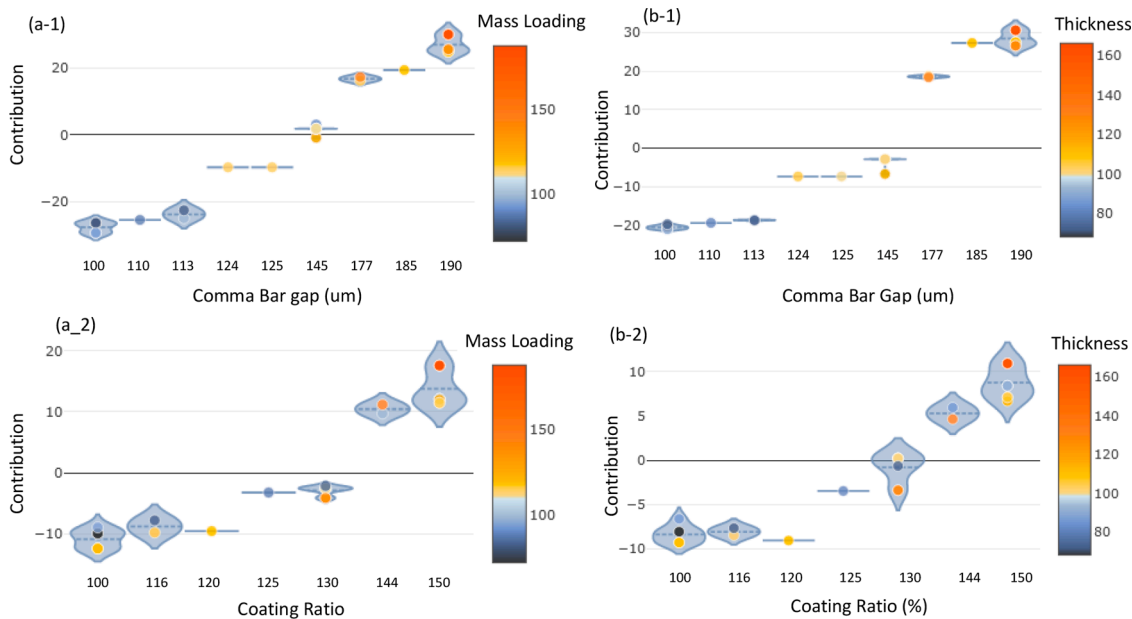 (a-1)
Mass Loading
Contribution
20
0
−20
100 110 113 124 125 145 177 185 190
Comma Bar gap (um)
150
100
(b-1)
Thickness
Contribution
30
20
10
0
−10
−20
100 110 113 124 125 145 177 185 190
Comma Bar Gap (um)
160
140
120
100
80
(a_2)
Mass Loading
Contribution
20
10
0
−10
100 116 120 125 130 144 150
Coating Ratio
150
100
(b-2)
Thickness
Contribution
10
5
0
−5
−10
100 116 120 125 130 144 150
Coating Ratio (%)
160
140
120
100
80